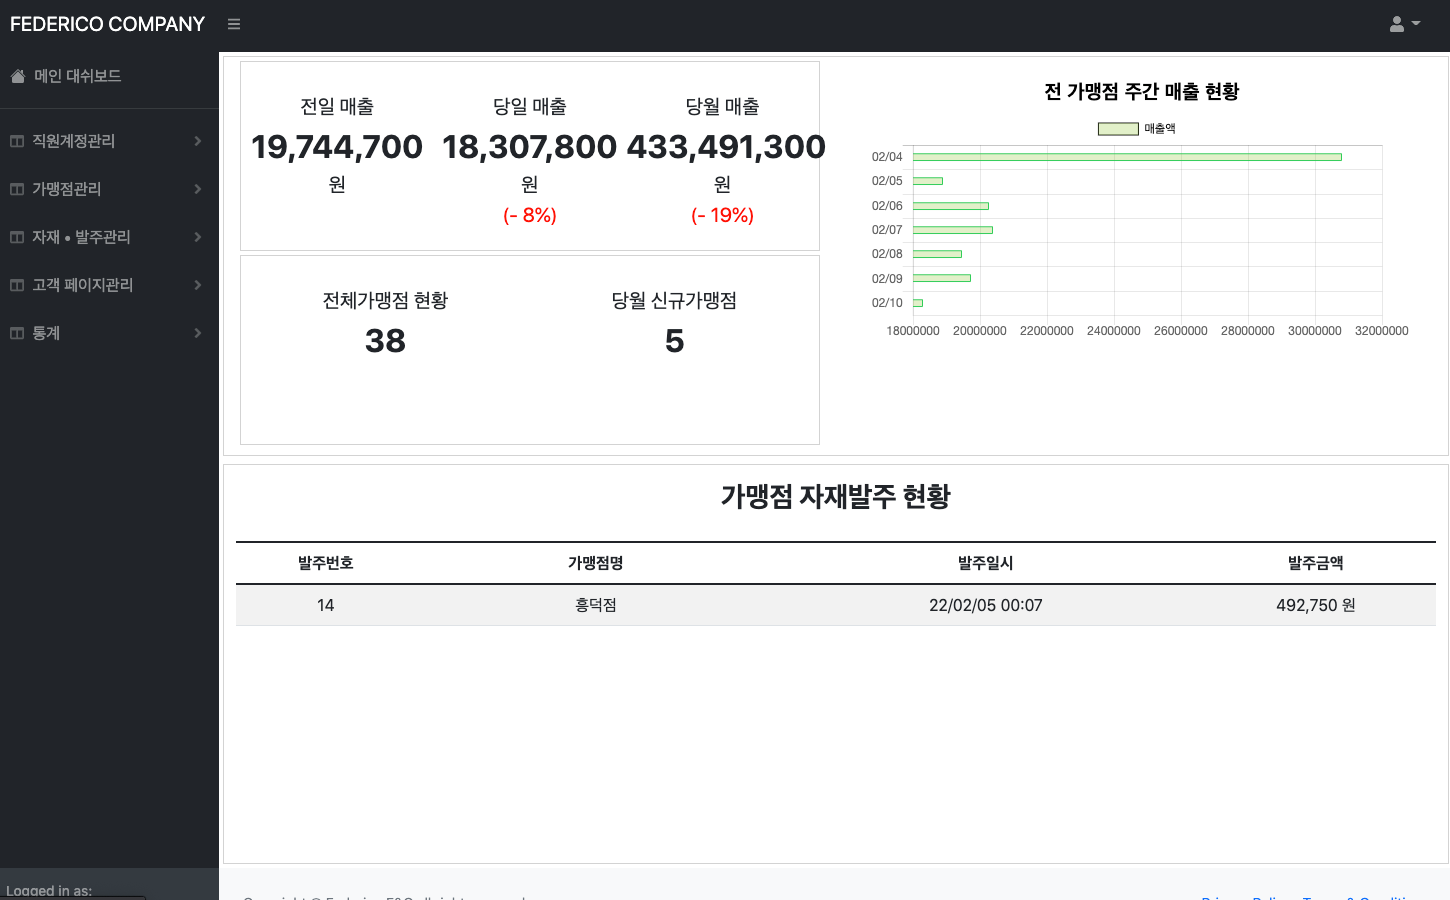 FEDERICO COMPANY
메인 대쉬보드
직원계정관리
가맹점관리
자재 • 발주관리
고객 페이지관리
통계
Logged in as:
전일 매출
19,744,700
원
당일 매출
18,307,800
원
(- 8%)
당월 매출
433,491,300
원
(- 19%)
전체가맹점 현황
38
당월 신규가맹점
5
전 가맹점 주간 매출 현황
매출액
02/04
02/05
02/06
02/07
02/08
02/09
02/10
18000000 20000000 22000000 24000000 26000000 28000000 30000000 32000000
가맹점 자재발주 현황
발주번호 가맹점명 발주일시 발주금액
14 흥덕점 22/02/05 00:07 492,750 원